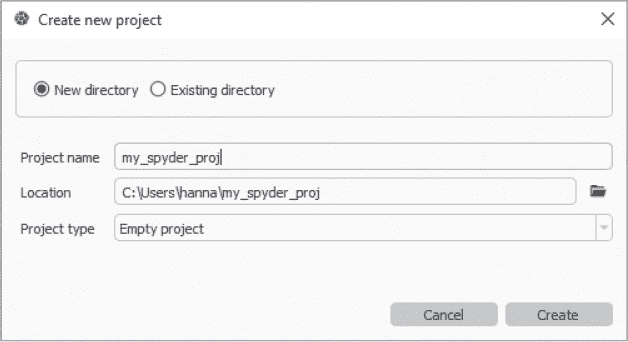 Create new project
New directory Existing directory
Project name my_spyder_proj
Location C:\Users\hanna\my_spyder_proj
Project type Empty project
Cancel Create